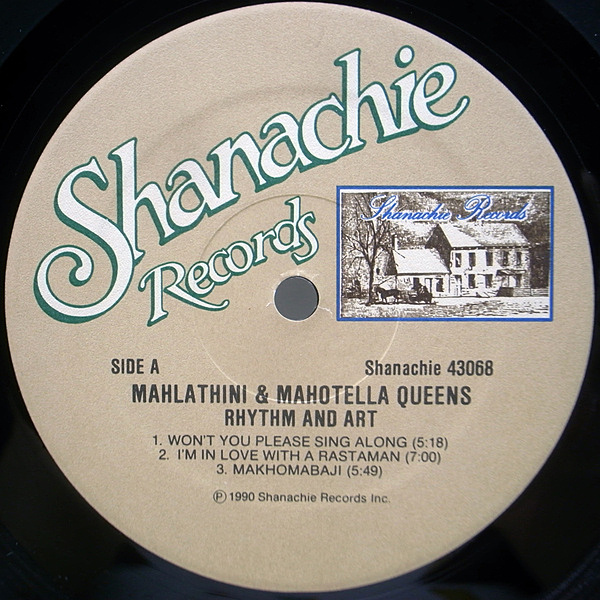 Shanachie
Records
Shanachie Records
SIDE A
Shanachie 43068
MAHLATHINI & MAHOTELLA QUEENS
RHYTHM AND ART
1. WON'T YOU PLEASE SING ALONG (5:18)
2. I'M IN LOVE WITH A RASTAMAN (7:00)
3. MAKHOMABAJI (5:49)
℗ 1990 Shanachie Records Inc.